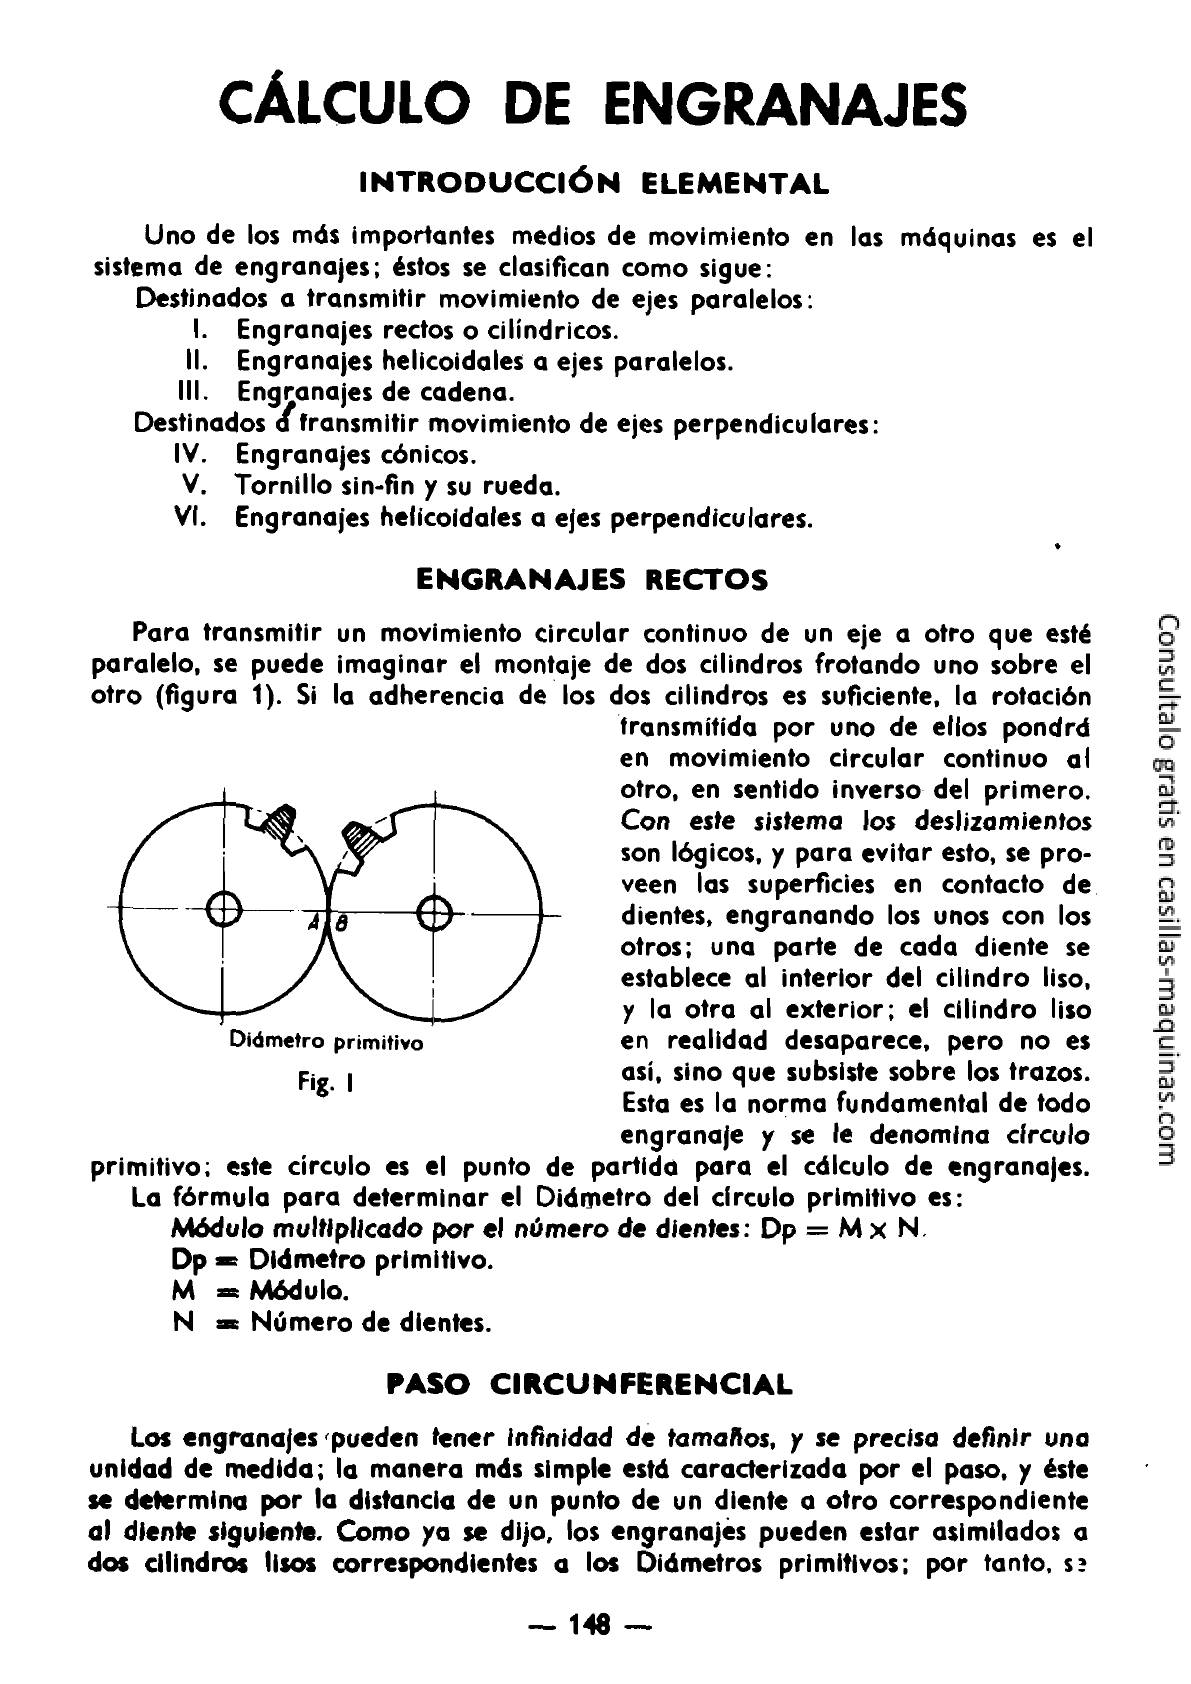 CÁLCULO DE ENGRANAJES
INTRODUCCIÓN ELEMENTAL
Uno de los más importantes medios de movimiento en las máquinas es el
sistema de engranajes; éstos se clasifican como sigue:
Destinados a transmitir movimiento de ejes paralelos:
I. Engranajes rectos o cilíndricos.
II. Engranajes helicoidales a ejes paralelos.
III. Engranajes de cadena.
Destinados a transmitir movimiento de ejes perpendiculares:
IV. Engranajes cónicos.
V. Tornillo sin-fin y su rueda.
VI. Engranajes helicoidales a ejes perpendiculares.
ENGRANAJES RECTOS
Para transmitir un movimiento circular continuo de un eje a otro que esté
paralelo, se puede imaginar el montaje de dos cilindros frotando uno sobre el
otro (figura 1). Si la adherencia de los dos cilindros es suficiente, la rotación
transmitida por uno de ellos pondrá
en movimiento circular continuo al
otro, en sentido inverso del primero.
Con este sistema los deslizamientos
son lógicos, y para evitar esto, se pro-
veen las superficies en contacto de
dientes, engranando los unos con los
otros; una parte de cada diente se
establece al interior del cilindro liso,
y la otra al exterior; el cilindro liso
en realidad desaparece, pero no es
así, sino que subsiste sobre los trazos.
Esta es la norma fundamental de todo
engranaje y se le denomina círculo
A B
Diámetro primitivo
Fig. I
primitivo; este círculo es el punto de partida para el cálculo de engranajes.
La fórmula para determinar el Diámetro del círculo primitivo es:
Módulo multiplicado por el número de dientes: Dp = M x N.
Dp = Diámetro primitivo.
M = Módulo.
N = Número de dientes.
PASO CIRCUNFERENCIAL
Los engranajes pueden tener infinidad de tamaños, y se precisa definir una
unidad de medida; la manera más simple está caracterizada por el paso, y éste
se determina por la distancia de un punto de un diente a otro correspondiente
al diente siguiente. Como ya se dijo, los engranajes pueden estar asimilados a
dos cilindros lisos correspondientes a los Diámetros primitivos; por tanto, se
— 148 —
Consultalo gratis en casillas-maquinas.com